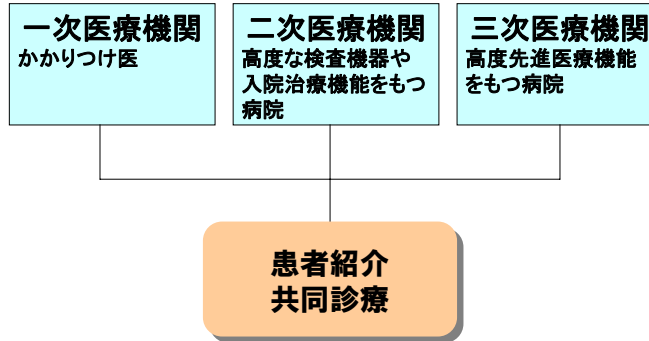 一次医療機関
かかりつけ医
二次医療機関
高度な検査機器や
入院治療機能をもつ
病院
三次医療機関
高度先進医療機能
をもつ病院
患者紹介
共同診療